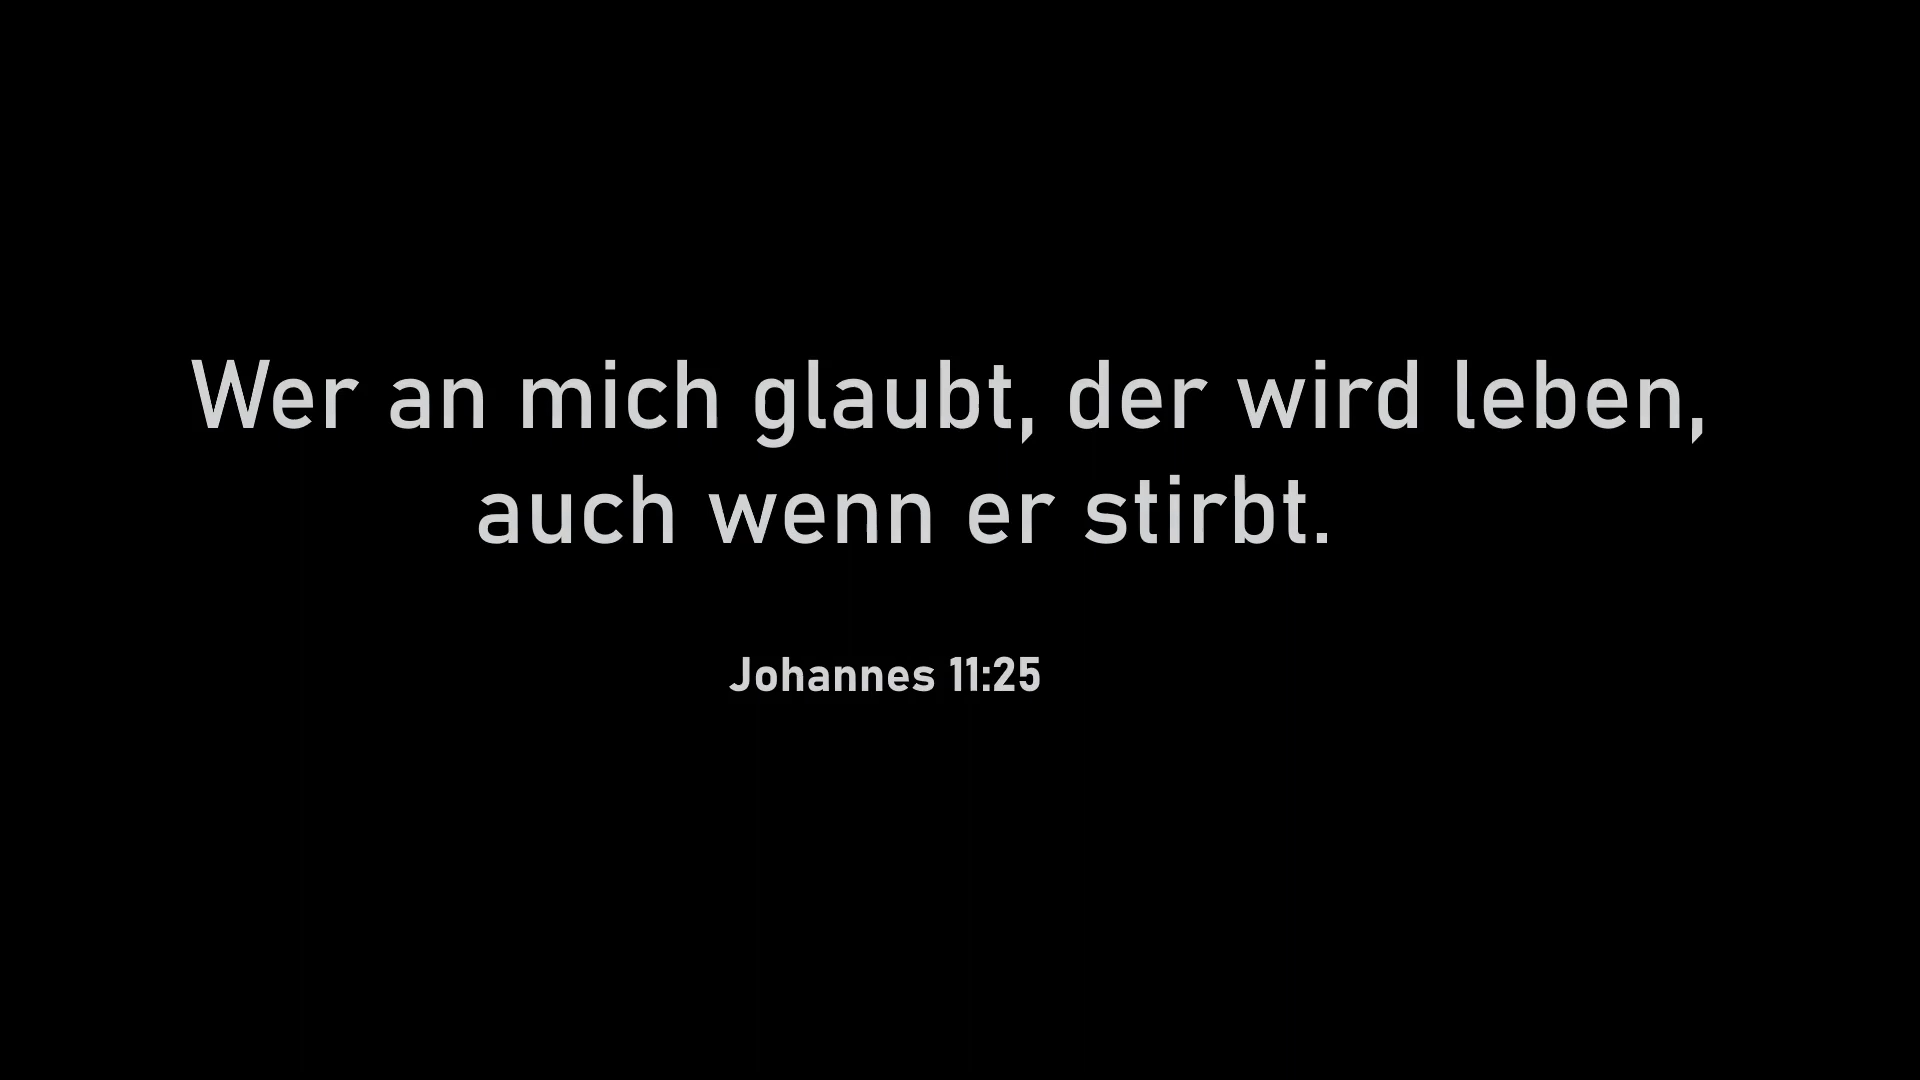 Wer an mich glaubt, der wird leben,
auch wenn er stirbt.
Johannes 11:25